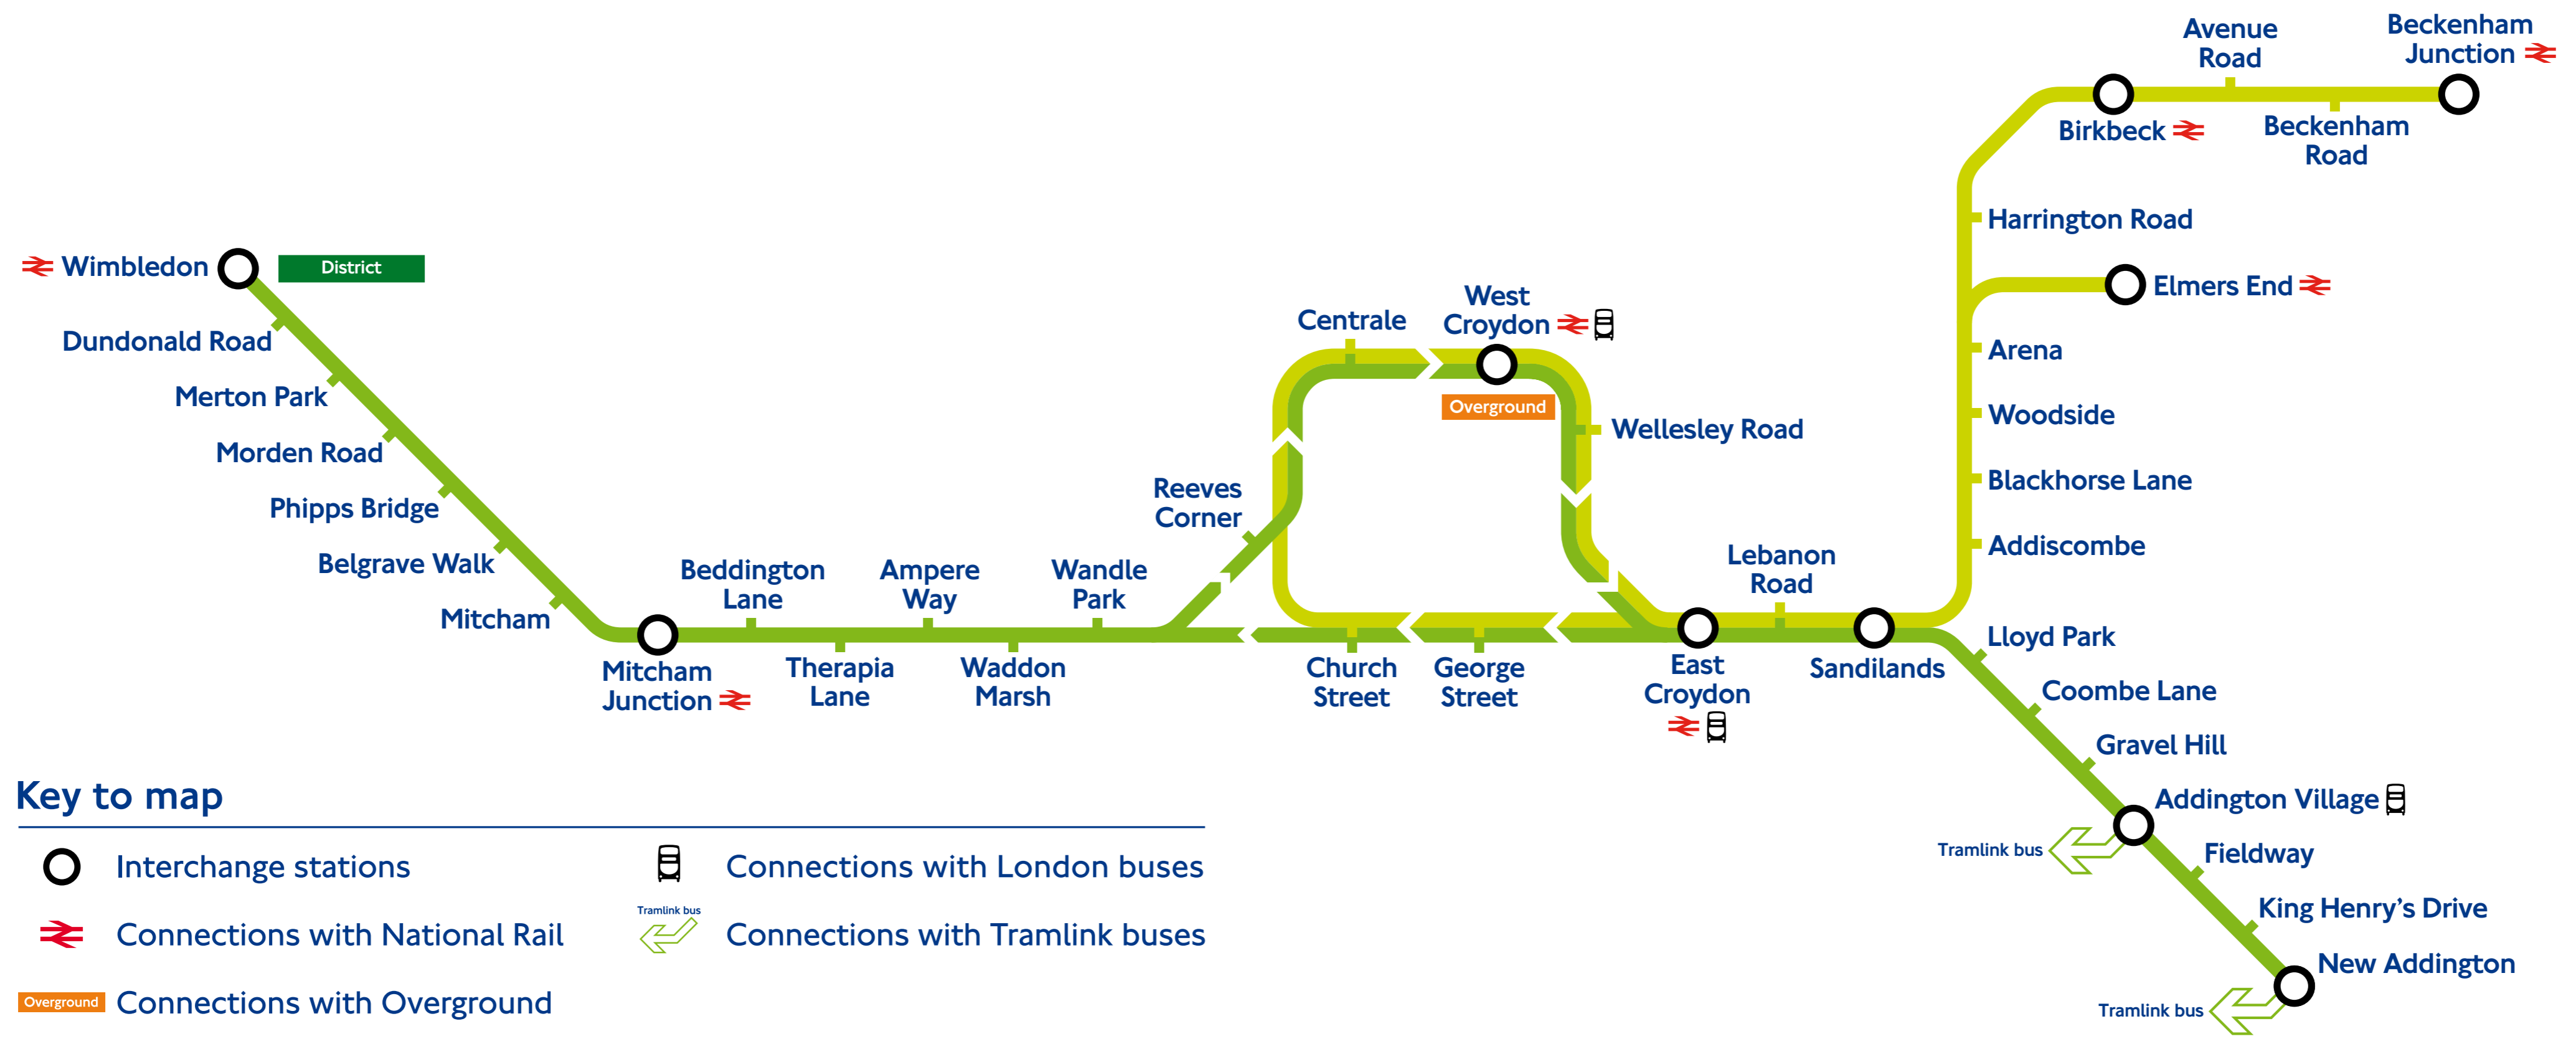 Wimbledon
District
Dundonald Road
Merton Park
Morden Road
Phipps Bridge
Belgrave Walk
Mitcham
Mitcham
Junction
Beddington
Lane
Therapia
Lane
Ampere
Way
Waddon
Marsh
Wandle
Park
Reeves
Corner
Centrale
West
Croydon
Overground
Wellesley Road
Church
Street
George
Street
East
Croydon
Lebanon
Road
Sandilands
Avenue
Road
Beckenham
Junction
Birkbeck
Beckenham
Road
Harrington Road
Elmers End
Arena
Woodside
Blackhorse Lane
Addiscombe
Lloyd Park
Coombe Lane
Gravel Hill
Addington Village
Tramlink bus
Fieldway
King Henry's Drive
New Addington
Tramlink bus
Key to map
Interchange stations
Connections with National Rail
Overground
Connections with Overground
Connections with London buses
Tramlink bus
Connections with Tramlink buses